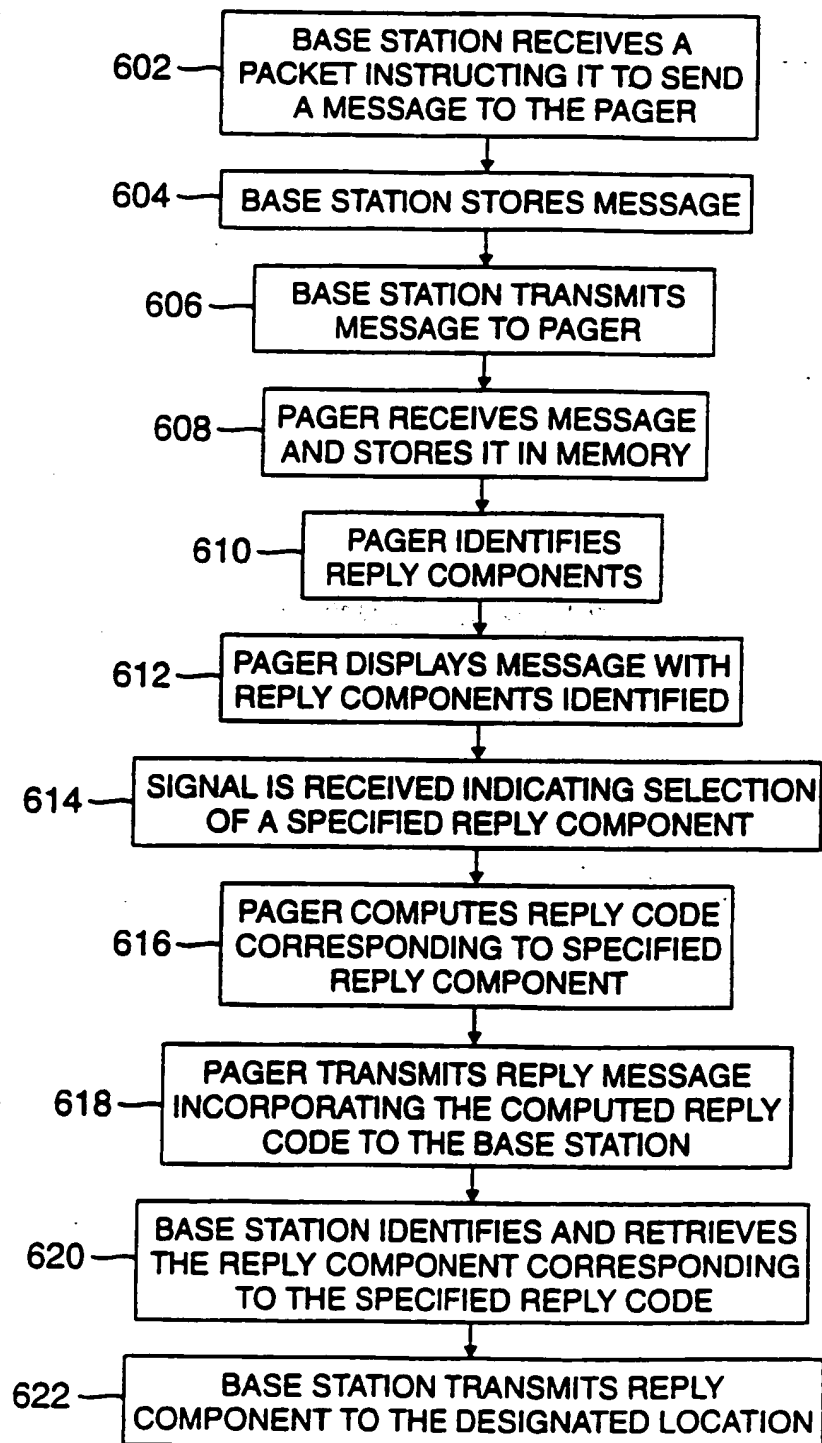 602
BASE STATION RECEIVES A
PACKET INSTRUCTING IT TO SEND
A MESSAGE TO THE PAGER
604
BASE STATION STORES MESSAGE
606
BASE STATION TRANSMITS
MESSAGE TO PAGER
608
PAGER RECEIVES MESSAGE
AND STORES IT IN MEMORY
610
PAGER IDENTIFIES
REPLY COMPONENTS
612
PAGER DISPLAYS MESSAGE WITH
REPLY COMPONENTS IDENTIFIED
614
SIGNAL IS RECEIVED INDICATING SELECTION
OF A SPECIFIED REPLY COMPONENT
616
PAGER COMPUTES REPLY CODE
CORRESPONDING TO SPECIFIED
REPLY COMPONENT
618
PAGER TRANSMITS REPLY MESSAGE
INCORPORATING THE COMPUTED REPLY
CODE TO THE BASE STATION
620
BASE STATION IDENTIFIES AND RETRIEVES
THE REPLY COMPONENT CORRESPONDING
TO THE SPECIFIED REPLY CODE
622
BASE STATION TRANSMITS REPLY
COMPONENT TO THE DESIGNATED LOCATION